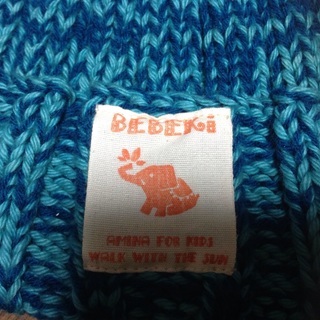 BEBEKi
AMINA FOR KIDS
WALK WITH THE SUN